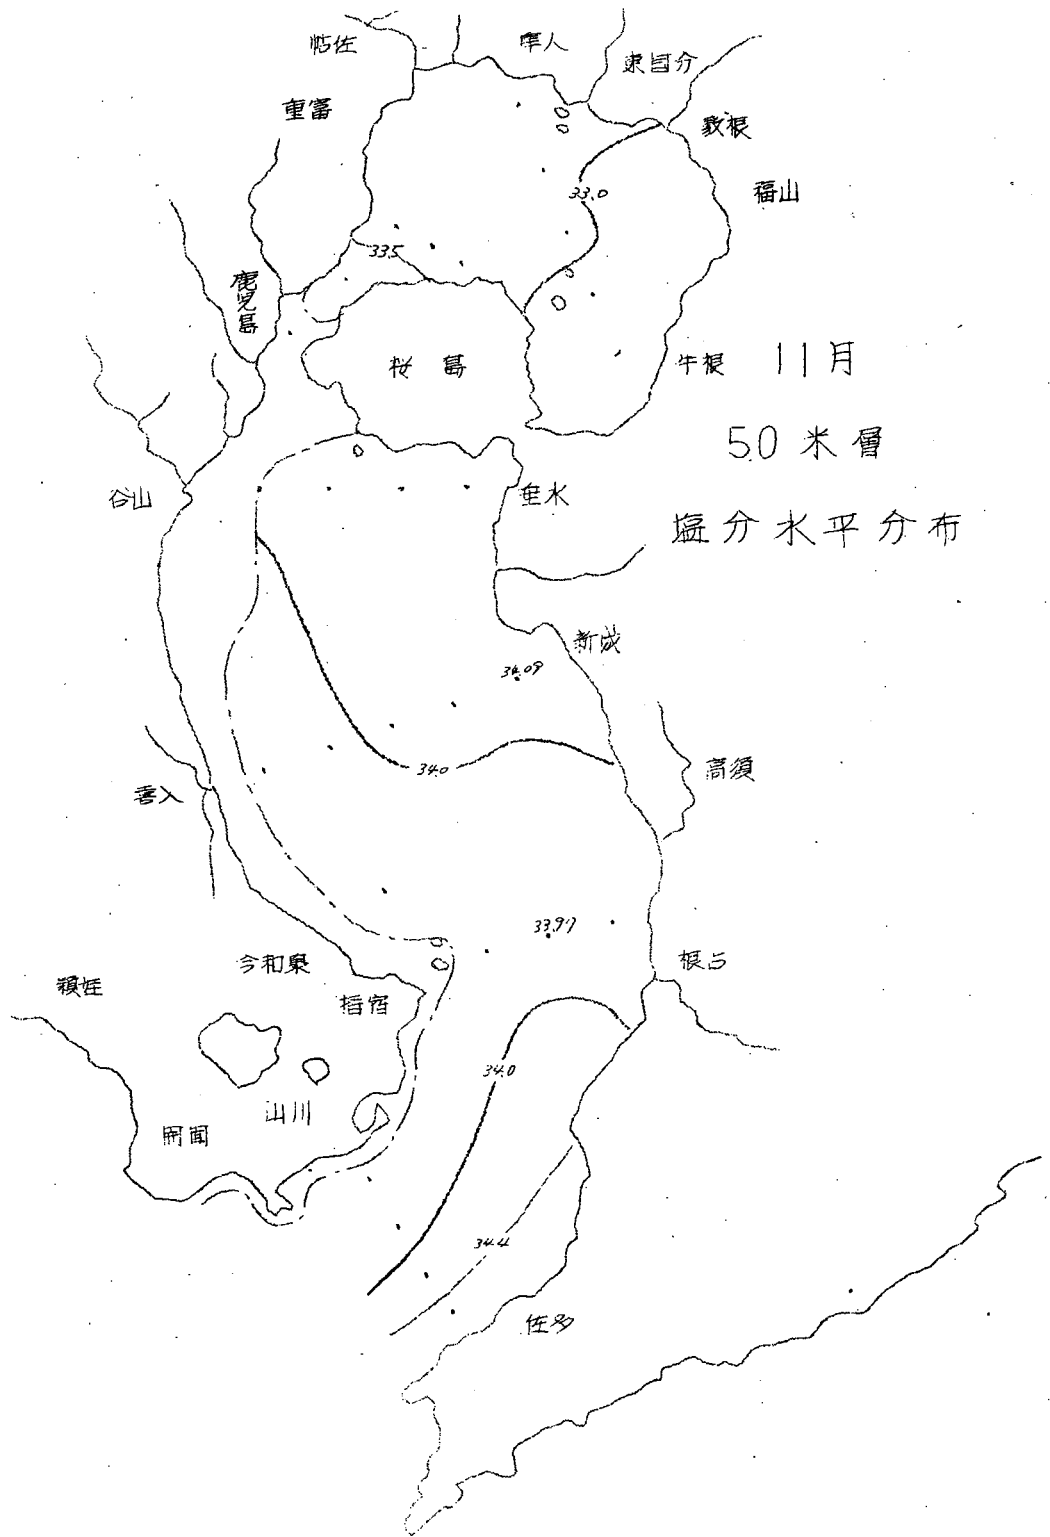 帖佐
隼人
東国分
重富
敷根
33.0
福山
33.5
鹿児島
桜島
牛根
11月
50米層
塩分水平分布
谷山
垂水
新城
34.09
高須
34.0
喜入
33.97
根占
今和泉
指宿
頴娃
34.0
山川
開聞
34.4
佐多